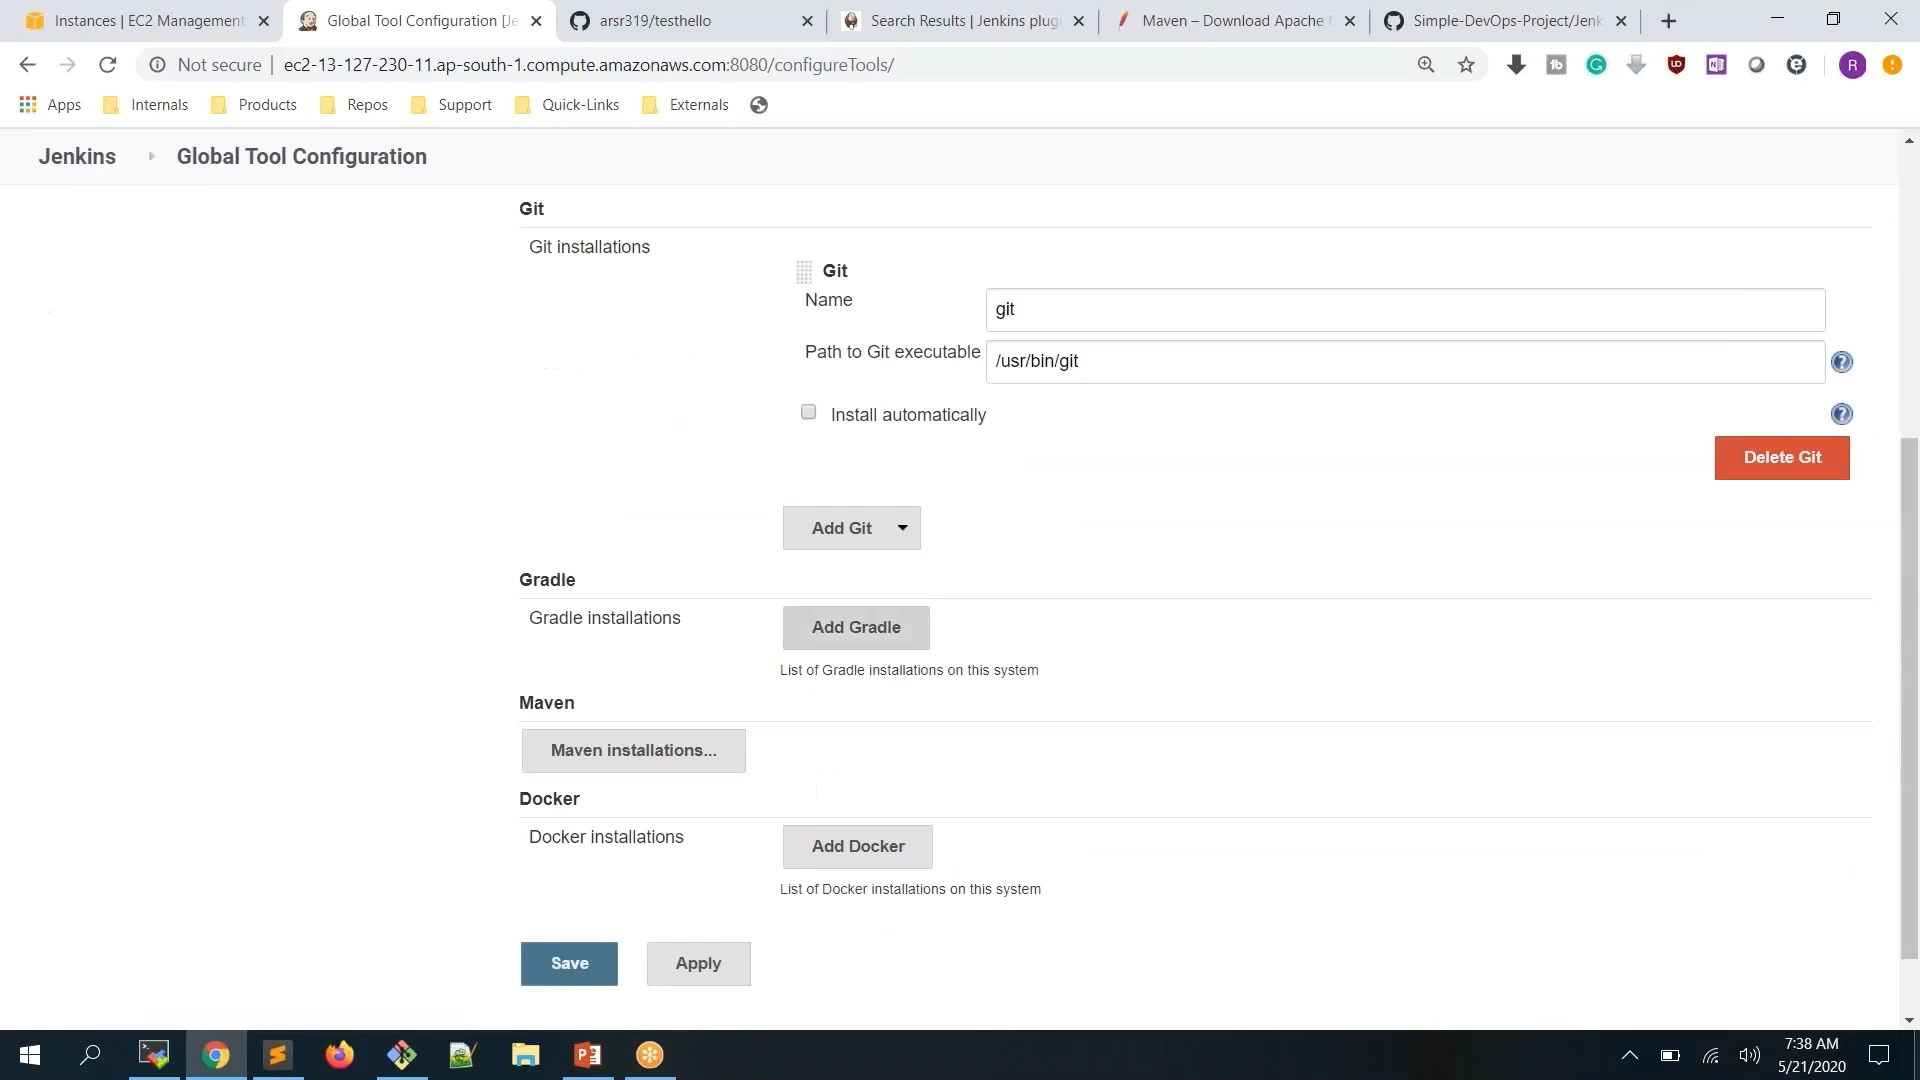 Instances | EC2 Management
Global Tool Configuration [Je
arsr319/testhello
Search Results | Jenkins plugi
Maven – Download Apache
Simple-DevOps-Project/Jenk
Not secure | ec2-13-127-230-11.ap-south-1.compute.amazonaws.com:8080/configureTools/
R
Apps
Internals
Products
Repos
Support
Quick-Links
Externals
Jenkins
Global Tool Configuration
Git
Git installations
Git
Name
git
Path to Git executable
/usr/bin/git
Install automatically
Delete Git
Add Git
Gradle
Gradle installations
Add Gradle
List of Gradle installations on this system
Maven
Maven installations...
Docker
Docker installations
Add Docker
List of Docker installations on this system
Save
Apply
7:38 AM
5/21/2020